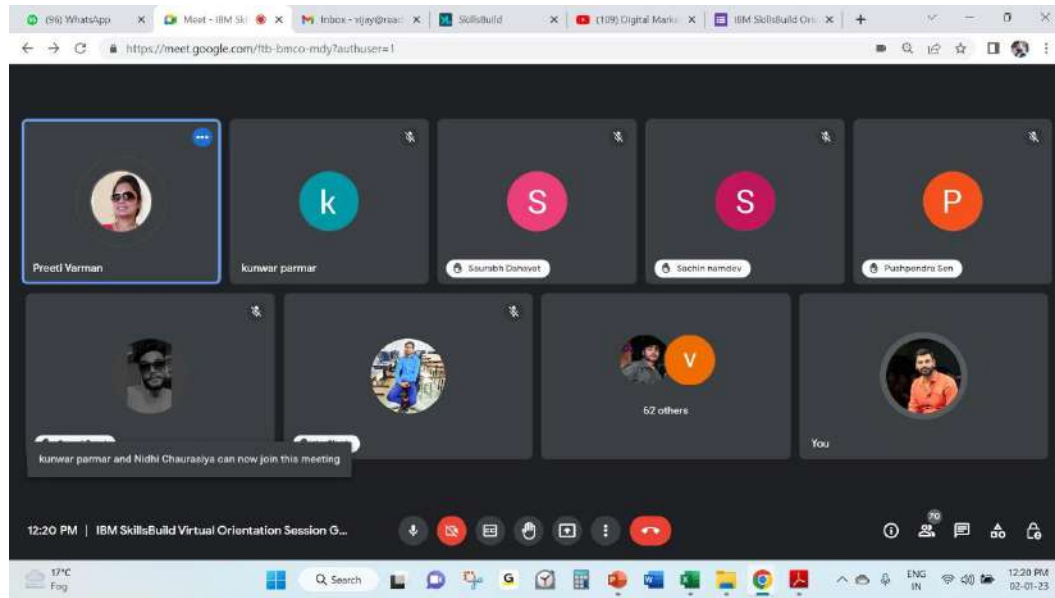 (96) WhatsApp
Meet - IBM Ski
Inbox - vijay@rsac
SkillsBuild
(109) Digital Marke
IBM SkillsBuild Ori
https://meet.google.com/ftb-bmco-mdy?authuser=1
Preeti Varman
k
kunwar parmar
S
Saurabh Dahayat
S
Sachin namdev
P
Pushpendra Sen
V
62 others
You
kunwar parmar and Nidhi Chaurasiya can now join this meeting
12:20 PM | IBM SkillsBuild Virtual Orientation Session G...
70
17°C
Fog
Search
G
ENG
IN
12:20 PM
02-01-23